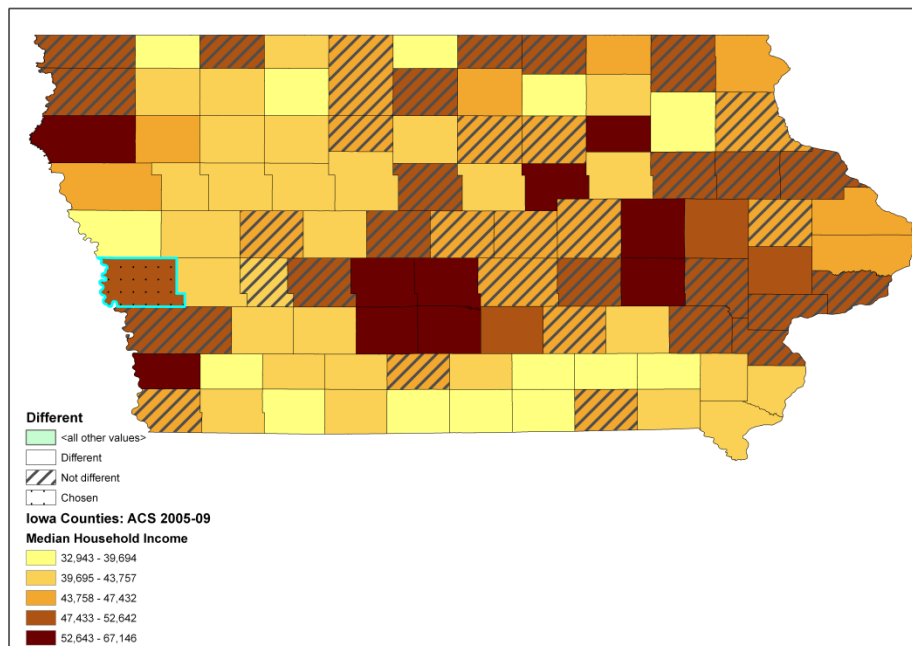 Different
<all other values>
Different
Not different
Chosen
Iowa Counties: ACS 2005-09
Median Household Income
32,943 - 39,694
39,695 - 43,757
43,758 - 47,432
47,433 - 52,642
52,643 - 67,146